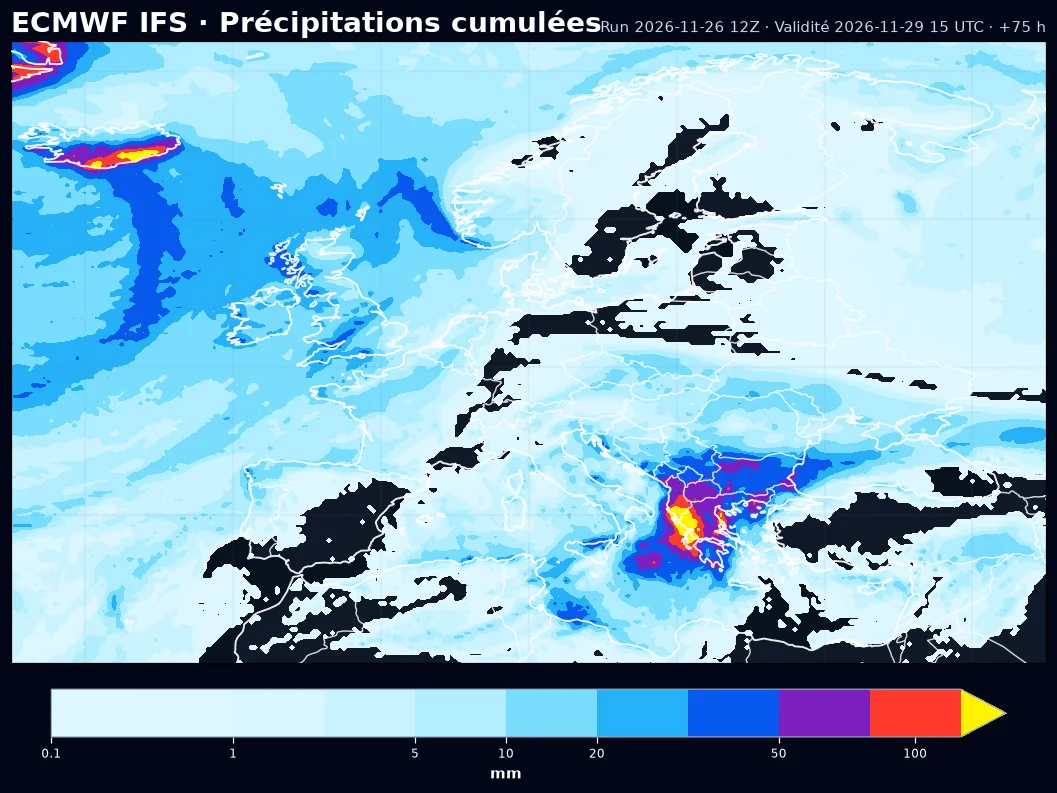 ECMWF IFS · Précipitations cumulées
Run 2026-11-26 12Z · Validité 2026-11-29 15 UTC · +75 h
0.1 1 5 10 20 50 100
mm